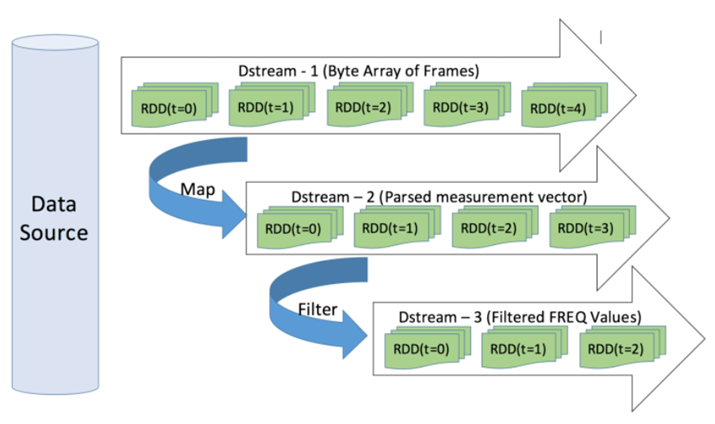 Dstream - 1 (Byte Array of Frames)
RDD(t=0) RDD(t=1) RDD(t=2) RDD(t=3) RDD(t=4)
Map
Data
Source
Dstream – 2 (Parsed measurement vector)
RDD(t=0) RDD(t=1) RDD(t=2) RDD(t=3)
Filter
Dstream – 3 (Filtered FREQ Values)
RDD(t=0) RDD(t=1) RDD(t=2)